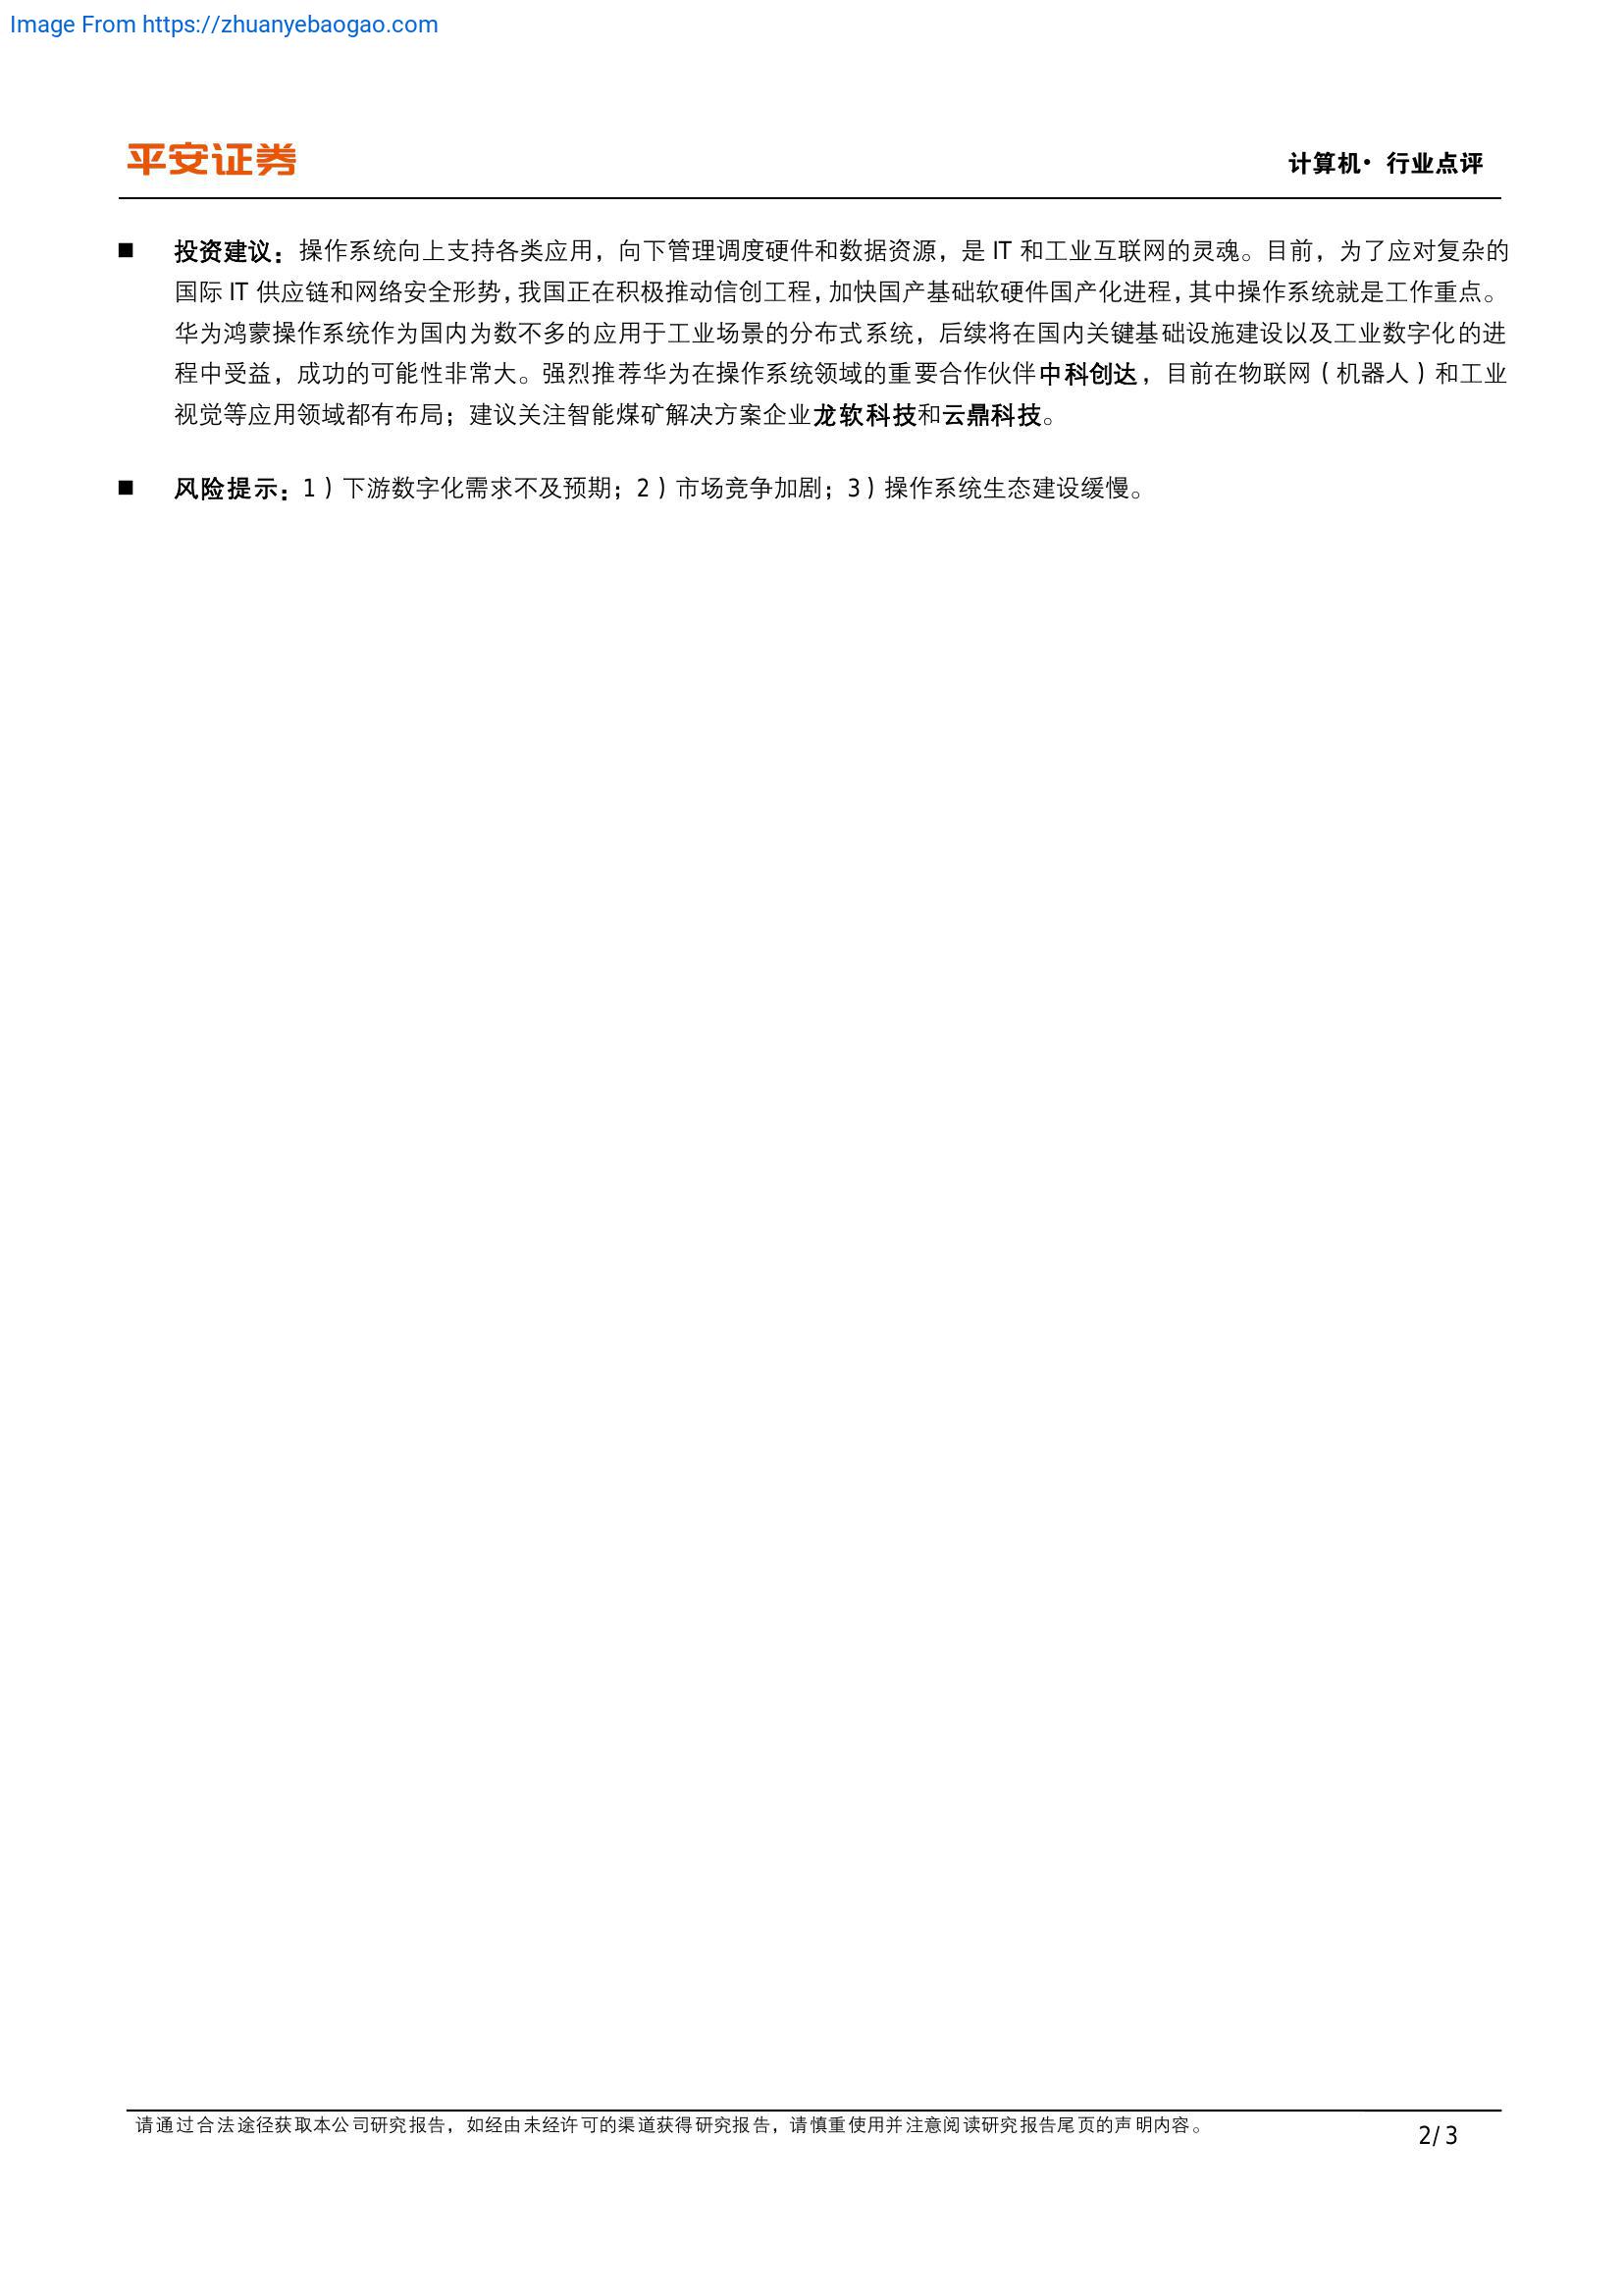 Image From https://zhuanyebaogao.com
平安证券
计算机· 行业点评
■ 投资建议：操作系统向上支持各类应用，向下管理调度硬件和数据资源，是 IT 和工业互联网的灵魂。目前，为了应对复杂的
国际 IT 供应链和网络安全形势，我国正在积极推动信创工程，加快国产基础软硬件国产化进程，其中操作系统就是工作重点。
华为鸿蒙操作系统作为国内为数不多的应用于工业场景的分布式系统，后续将在国内关键基础设施建设以及工业数字化的进
程中受益，成功的可能性非常大。强烈推荐华为在操作系统领域的重要合作伙伴中科创达，目前在物联网（机器人）和工业
视觉等应用领域都有布局；建议关注智能煤矿解决方案企业龙软科技和云鼎科技。
■ 风险提示：1）下游数字化需求不及预期；2）市场竞争加剧；3）操作系统生态建设缓慢。
请通过合法途径获取本公司研究报告，如经由未经许可的渠道获得研究报告，请慎重使用并注意阅读研究报告尾页的声明内容。
2/ 3